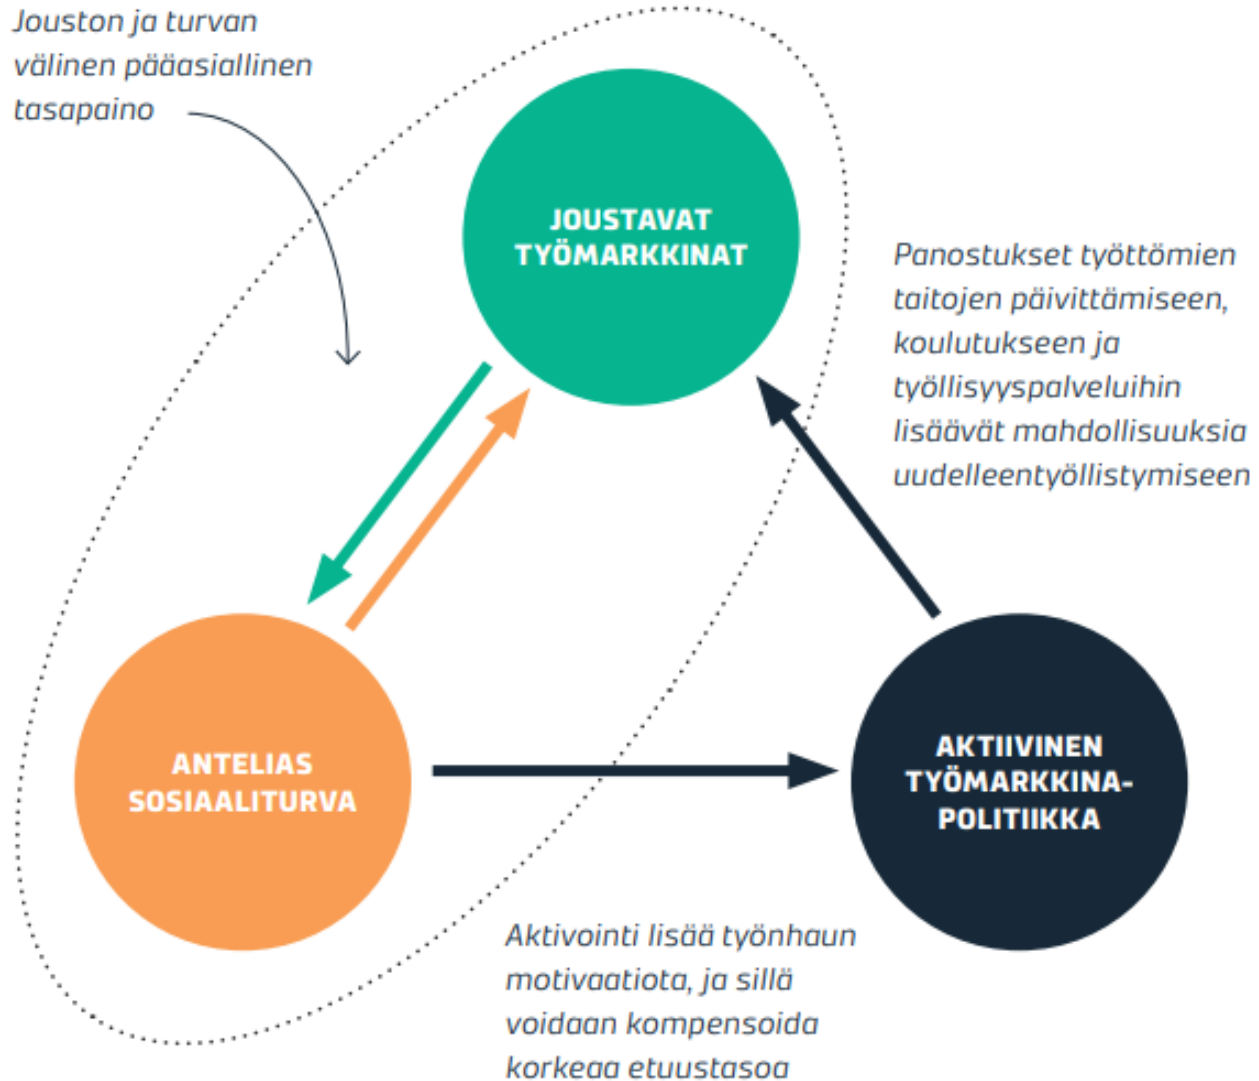 Jouston ja turvan
välinen pääasiallinen
tasapaino
JOUSTAVAT
TYÖMARKKINAT
Panostukset työttömien
taitojen päivittämiseen,
koulutukseen ja
työllisyyspalveluihin
lisäävät mahdollisuuksia
uudelleentyöllistymiseen
ANTELIAS
SOSIAALITURVA
AKTIIVINEN
TYÖMARKKINA-
POLITIIKKA
Aktivointi lisää työnhaun
motivaatiota, ja sillä
voidaan kompensoida
korkeaa etuustasoa